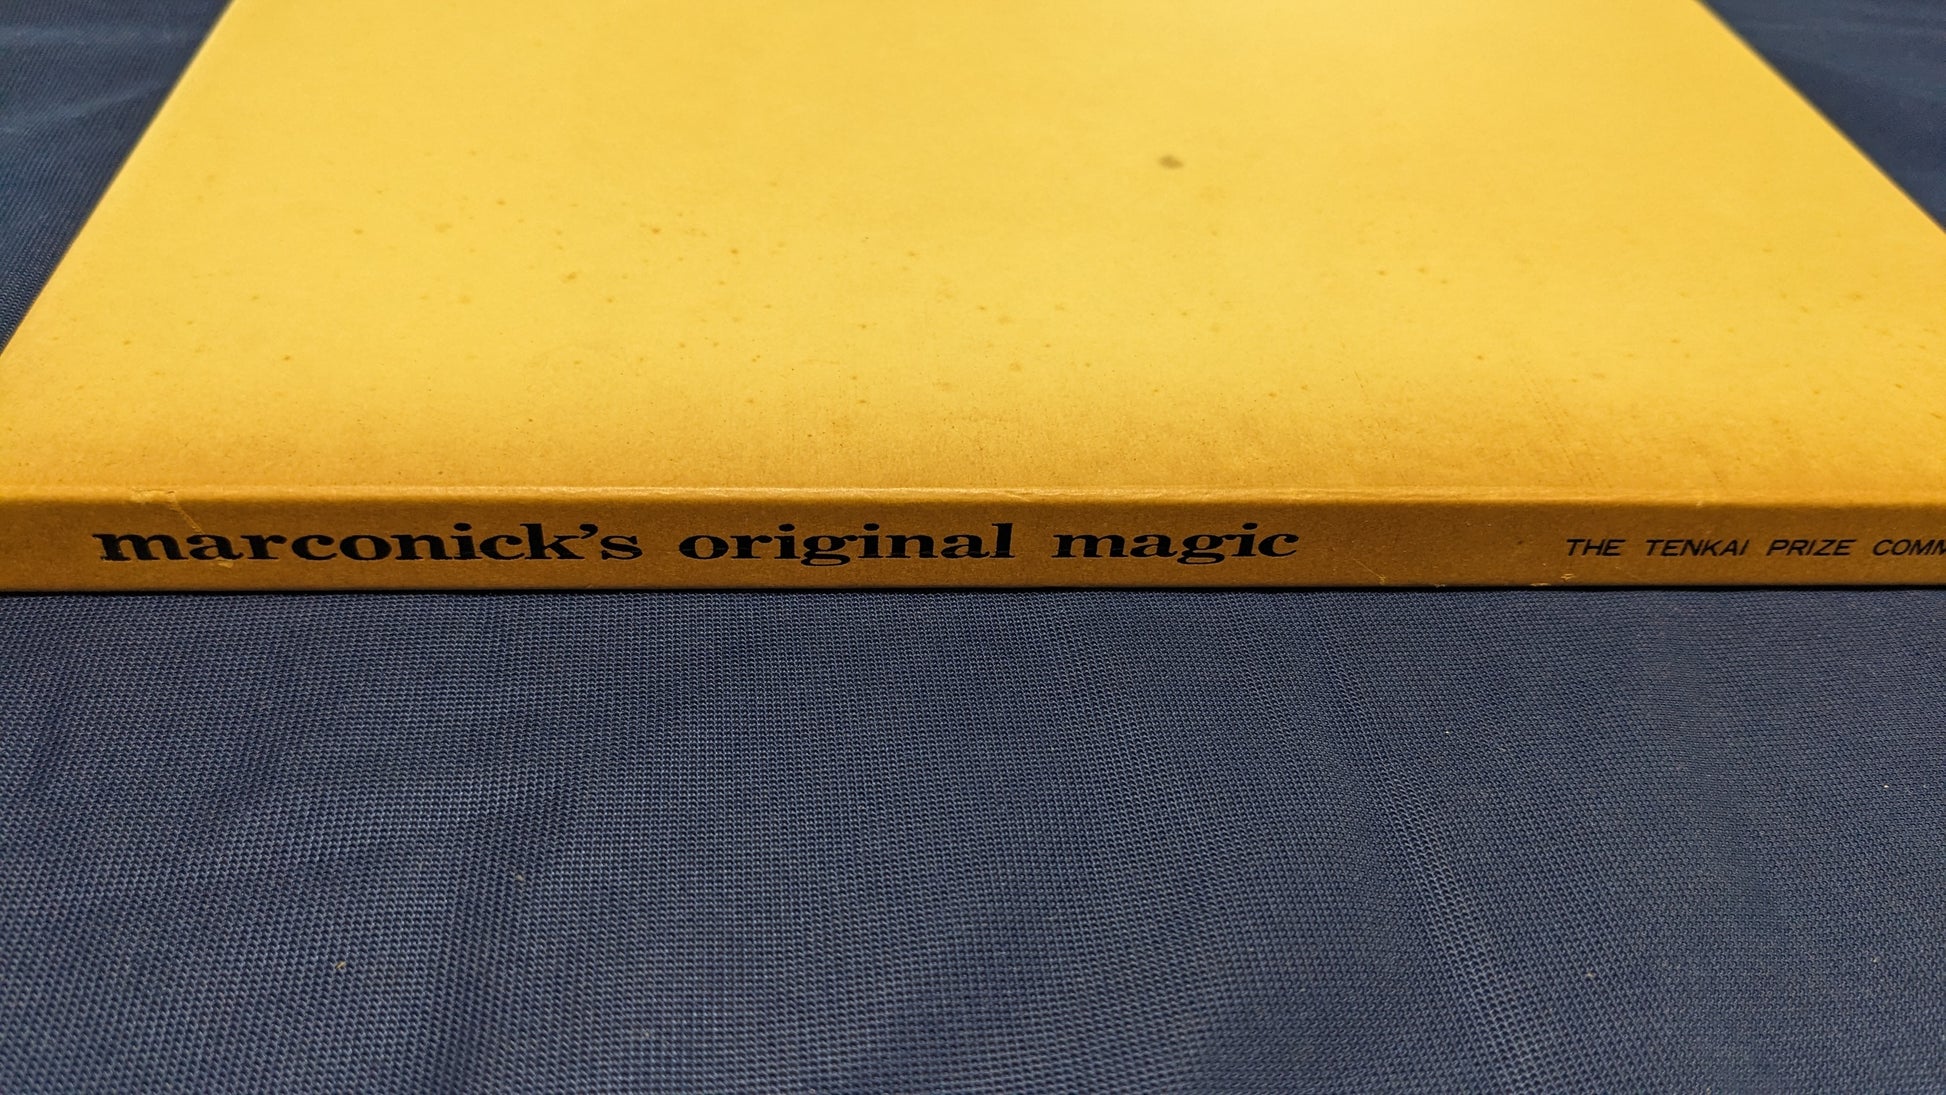 marconick's original magic THE TENKAI PRIZE